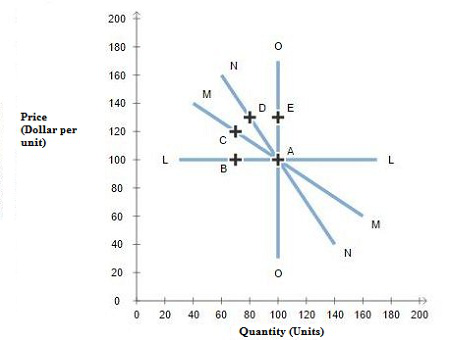 200
180
O
160
N
140
M
Price
(Dollar per
unit)
120
D
E
C
A
100
L
B
L
80
60
M
40
N
20
O
0
0 20 40 60 80 100 120 140 160 180 200
Quantity (Units)